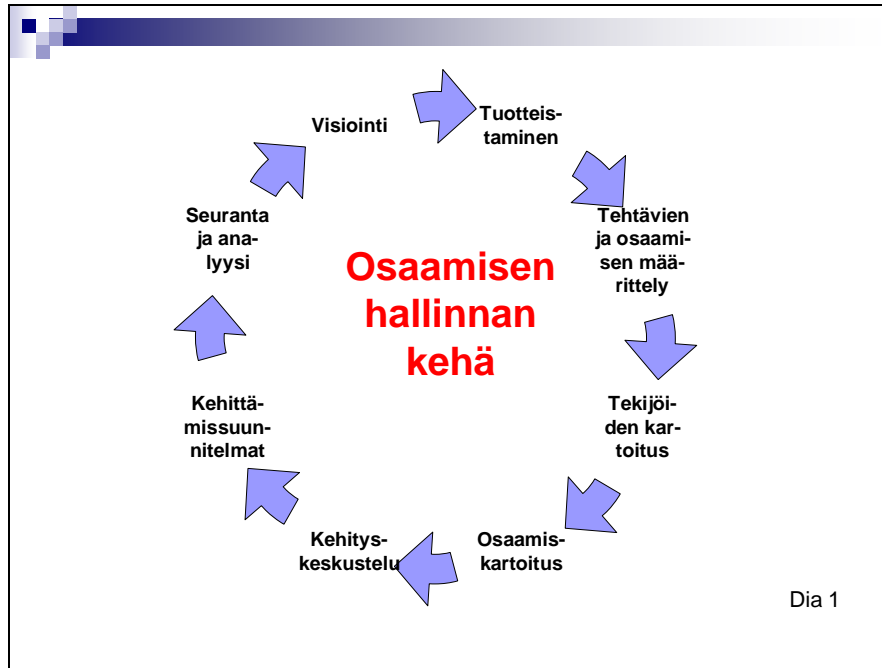 Visiointi
Tuotteis-
taminen
Tehtävien
ja osaami-
sen mää-
rittely
Tekijöi-
den kar-
toitus
Osaamis-
kartoitus
Kehitys-
keskustelu
Kehittä-
missuun-
nitelmat
Seuranta
ja ana-
lyysi
Osaamisen
hallinnan
kehä
Dia 1